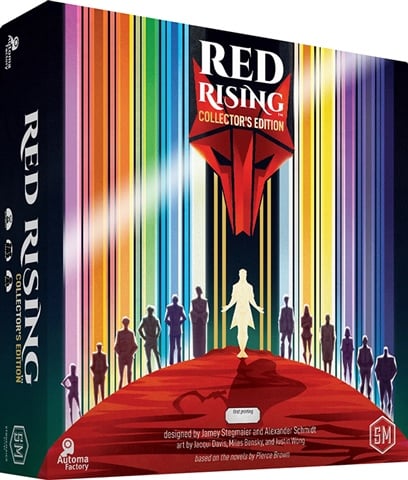 RED
RISING
COLLECTOR'S EDITION
first printing
designed by Jamey Stegmaier and Alexander Schmidt
art by Jacqui Davis, Miles Bensky, and Justin Wong
based on the novels by Pierce Brown
SM
RED RISING
COLLECTOR'S EDITION
SM
Automa
Factory